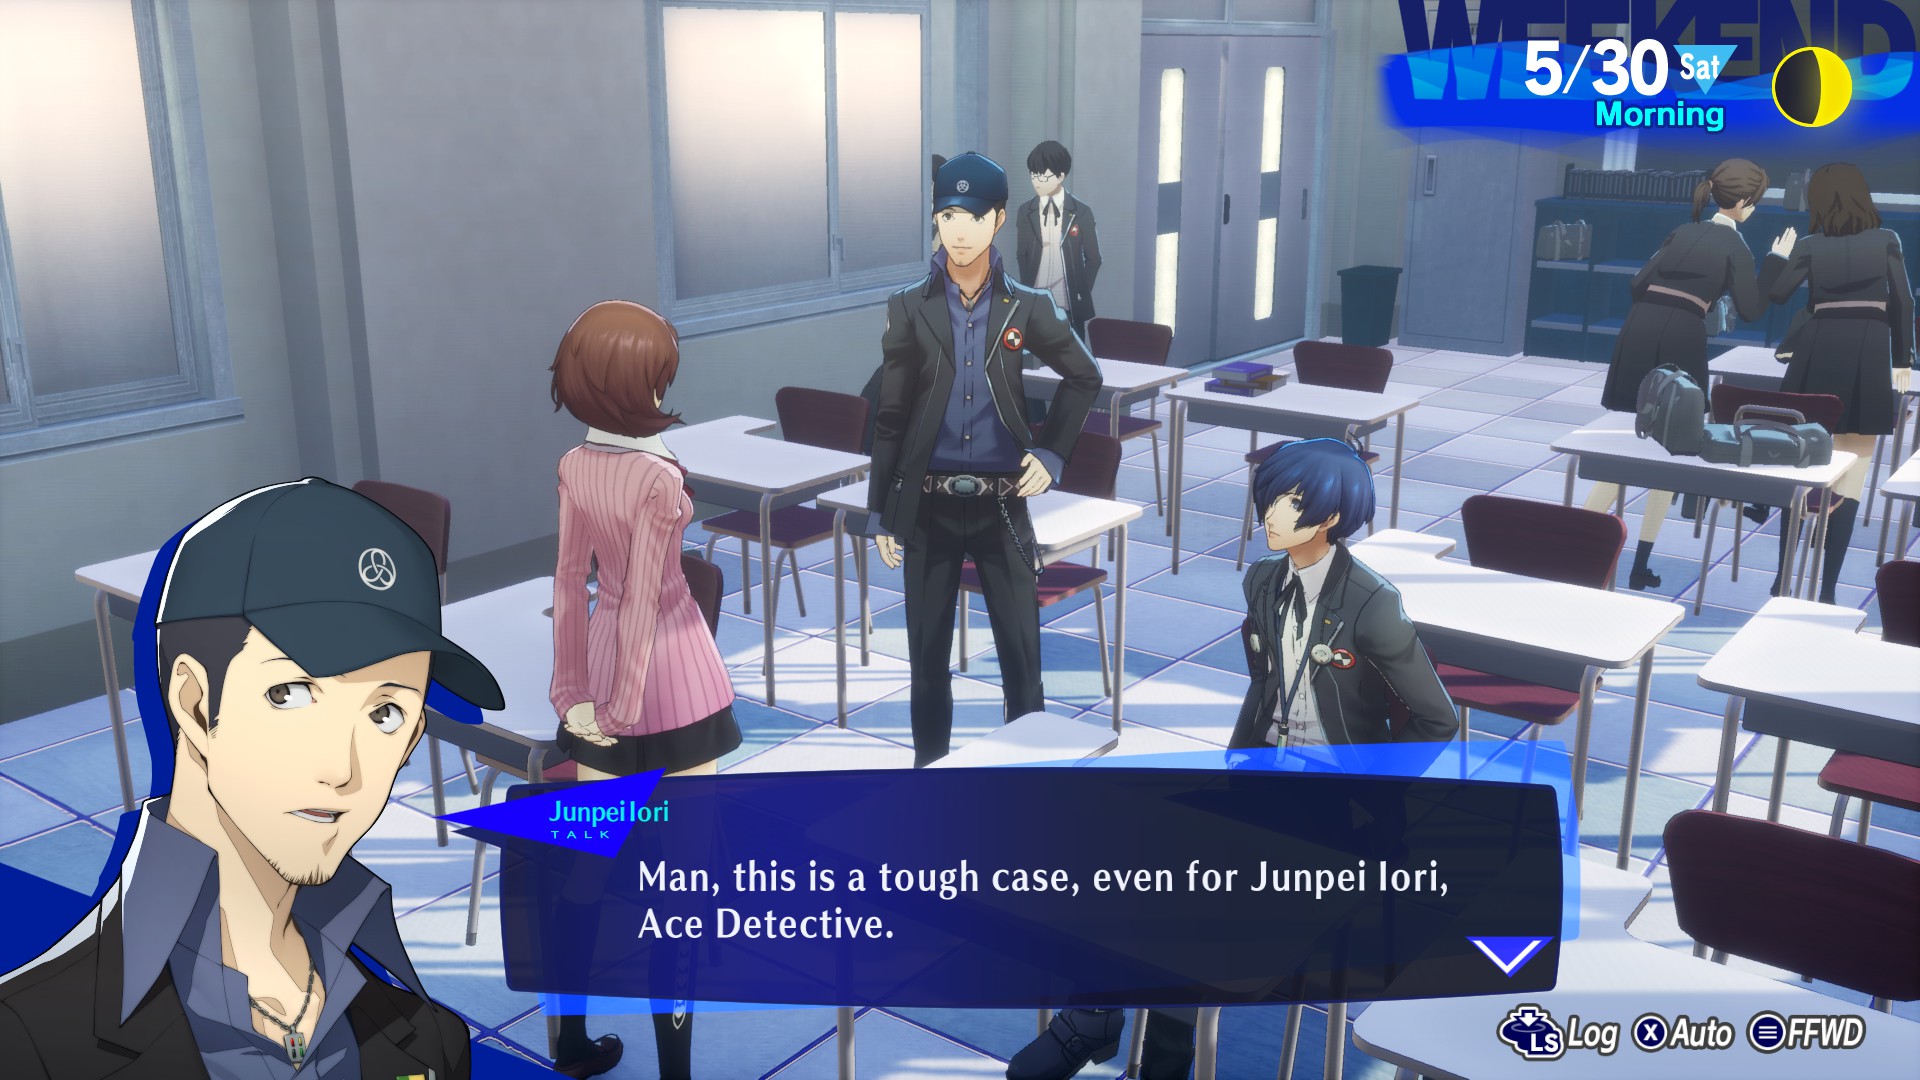 WEEKEND
5/30 Sat
Morning
Junpei Iori
TALK
Man, this is a tough case, even for Junpei Iori,
Ace Detective.
LS Log X Auto FFWD